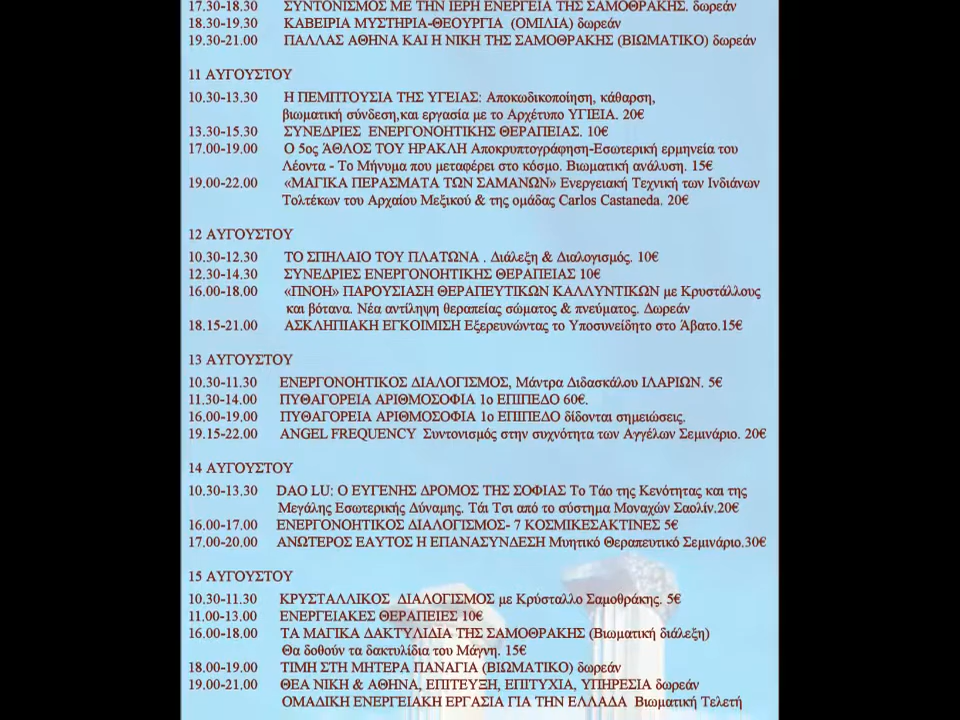 17.30-18.30 ΣΥΝΤΟΝΙΣΜΟΣ ΜΕ ΤΗΝ ΙΕΡΗ ΕΝΕΡΓΕΙΑ ΤΗΣ ΣΑΜΟΘΡΑΚΗΣ. δωρεάν
18.30-19.30 ΚΑΒΕΙΡΙΑ ΜΥΣΤΗΡΙΑ-ΘΕΟΥΡΓΙΑ (ΟΜΙΛΙΑ) δωρεάν
19.30-21.00 ΠΑΛΛΑΣ ΑΘΗΝΑ ΚΑΙ Η ΝΙΚΗ ΤΗΣ ΣΑΜΟΘΡΑΚΗΣ (ΒΙΩΜΑΤΙΚΟ) δωρεάν
11 ΑΥΓΟΥΣΤΟΥ
10.30-13.30 Η ΠΕΜΠΤΟΥΣΙΑ ΤΗΣ ΥΓΕΙΑΣ: Αποκωδικοποίηση, κάθαρση,
βιωματική σύνδεση,και εργασία με το Αρχέτυπο ΥΓΙΕΙΑ. 20€
13.30-15.30 ΣΥΝΕΔΡΙΕΣ ΕΝΕΡΓΟΝΟΗΤΙΚΗΣ ΘΕΡΑΠΕΙΑΣ. 10€
17.00-19.00 Ο 5ος ΆΘΛΟΣ ΤΟΥ ΗΡΑΚΛΗ Αποκρυπτογράφηση-Εσωτερική ερμηνεία του
Λέοντα - Το Μήνυμα που μεταφέρει στο κόσμο. Βιωματική ανάλυση. 15€
19.00-22.00 «ΜΑΓΙΚΑ ΠΕΡΑΣΜΑΤΑ ΤΩΝ ΣΑΜΑΝΩΝ» Ενεργειακή Τεχνική των Ινδιάνων
Τολτέκων του Αρχαίου Μεξικού & της ομάδας Carlos Castaneda. 20€
12 ΑΥΓΟΥΣΤΟΥ
10.30-12.30 ΤΟ ΣΠΗΛΑΙΟ ΤΟΥ ΠΛΑΤΩΝΑ . Διάλεξη & Διαλογισμός. 10€
12.30-14.30 ΣΥΝΕΔΡΙΕΣ ΕΝΕΡΓΟΝΟΗΤΙΚΗΣ ΘΕΡΑΠΕΙΑΣ 10€
16.00-18.00 «ΠΝΟΗ» ΠΑΡΟΥΣΙΑΣΗ ΘΕΡΑΠΕΥΤΙΚΩΝ ΚΑΛΛΥΝΤΙΚΩΝ με Κρυστάλλους
και βότανα. Νέα αντίληψη θεραπείας σώματος & πνεύματος. Δωρεάν
18.15-21.00 ΑΣΚΛΗΠΙΑΚΗ ΕΓΚΟΙΜΙΣΗ Εξερευνώντας το Υποσυνείδητο στο Άβατο.15€
13 ΑΥΓΟΥΣΤΟΥ
10.30-11.30 ΕΝΕΡΓΟΝΟΗΤΙΚΟΣ ΔΙΑΛΟΓΙΣΜΟΣ, Μάντρα Διδασκάλου ΙΛΑΡΙΩΝ. 5€
11.30-14.00 ΠΥΘΑΓΟΡΕΙΑ ΑΡΙΘΜΟΣΟΦΙΑ 1ο ΕΠΙΠΕΔΟ 60€.
16.00-19.00 ΠΥΘΑΓΟΡΕΙΑ ΑΡΙΘΜΟΣΟΦΙΑ 1ο ΕΠΙΠΕΔΟ δίδονται σημειώσεις.
19.15-22.00 ANGEL FREQUENCY Συντονισμός στην συχνότητα των Αγγέλων Σεμινάριο. 20€
14 ΑΥΓΟΥΣΤΟΥ
10.30-13.30 DAO LU: Ο ΕΥΓΕΝΗΣ ΔΡΟΜΟΣ ΤΗΣ ΣΟΦΙΑΣ Το Τάο της Κενότητας και της
Μεγάλης Εσωτερικής Δύναμης. Τάι Τσι από το σύστημα Μοναχών Σαολίν.20€
16.00-17.00 ΕΝΕΡΓΟΝΟΗΤΙΚΟΣ ΔΙΑΛΟΓΙΣΜΟΣ- 7 ΚΟΣΜΙΚΕΣΑΚΤΙΝΕΣ 5€
17.00-20.00 ΑΝΩΤΕΡΟΣ ΕΑΥΤΟΣ Η ΕΠΑΝΑΣΥΝΔΕΣΗ Μυητικό Θεραπευτικό Σεμινάριο.30€
15 ΑΥΓΟΥΣΤΟΥ
10.30-11.30 ΚΡΥΣΤΑΛΛΙΚΟΣ ΔΙΑΛΟΓΙΣΜΟΣ με Κρύσταλλο Σαμοθράκης. 5€
11.00-13.00 ΕΝΕΡΓΕΙΑΚΕΣ ΘΕΡΑΠΕΙΕΣ 10€
16.00-18.00 ΤΑ ΜΑΓΙΚΑ ΔΑΚΤΥΛΙΔΙΑ ΤΗΣ ΣΑΜΟΘΡΑΚΗΣ (Βιωματική διάλεξη)
Θα δοθούν τα δακτυλίδια του Μάγνη. 15€
18.00-19.00 ΤΙΜΗ ΣΤΗ ΜΗΤΕΡΑ ΠΑΝΑΓΙΑ (ΒΙΩΜΑΤΙΚΟ) δωρεάν
19.00-21.00 ΘΕΑ ΝΙΚΗ & ΑΘΗΝΑ, ΕΠΙΤΕΥΞΗ, ΕΠΙΤΥΧΙΑ, ΥΠΗΡΕΣΙΑ δωρεάν
ΟΜΑΔΙΚΗ ΕΝΕΡΓΕΙΑΚΗ ΕΡΓΑΣΙΑ ΓΙΑ ΤΗΝ ΕΛΛΑΔΑ Βιωματική Τελετή